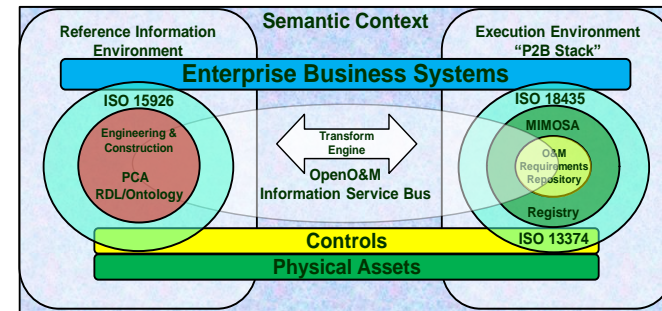 Semantic Context
Reference Information
Environment
Execution Environment
“P2B Stack”
Enterprise Business Systems
ISO 15926
Engineering &
Construction
PCA
RDL/Ontology
Transform
Engine
OpenO&M
Information Service Bus
ISO 18435
MIMOSA
O&M
Requirements
Repository
Registry
ISO 13374
Controls
Physical Assets